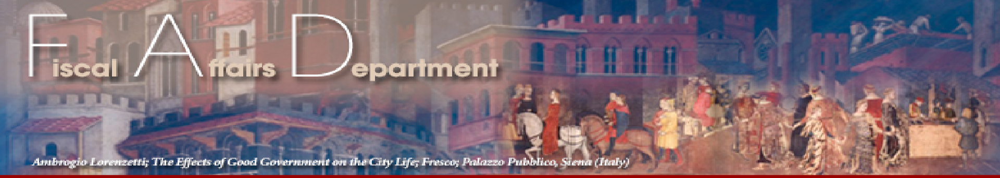 Fiscal Affairs Department
Ambrogio Lorenzetti; The Effects of Good Government on the City Life; Fresco; Palazzo Pubblico, Siena (Italy)